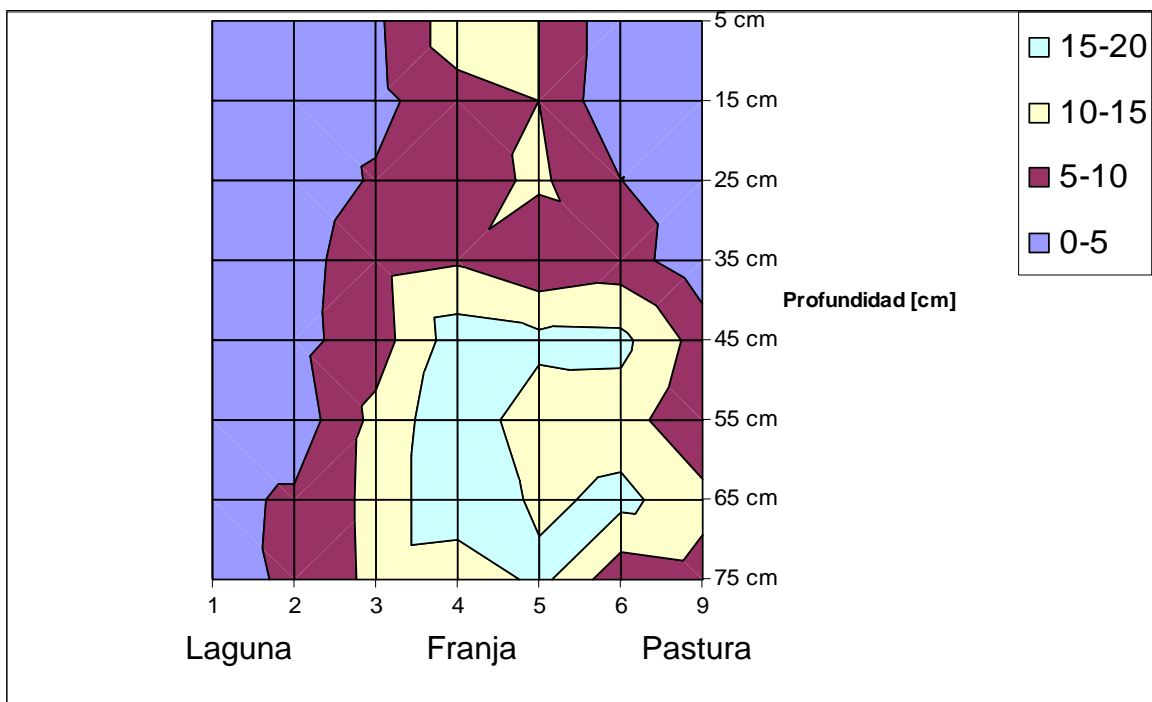 5 cm
15 cm
25 cm
35 cm
45 cm
55 cm
65 cm
75 cm
Profundidad [cm]
1 2 3 4 5 6 9
Laguna Franja Pastura
15-20
10-15
5-10
0-5